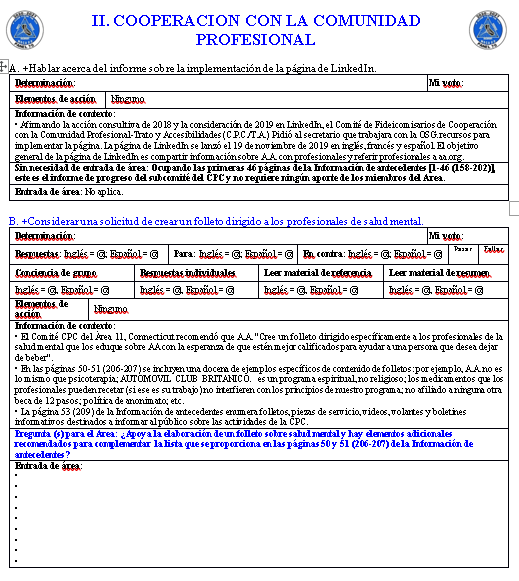 II. COOPERACION CON LA COMUNIDAD
PROFESIONAL
A. +Hablar acerca del informe sobre la implementación de la página de LinkedIn.
Determinación: Mi voto:
Elementos de acción Ninguno
Información de contexto:
• Afirmando la acción consultiva de 2018 y la consideración de 2019 en LinkedIn, el Comité de Fideicomisarios de Cooperación
con la Comunidad Profesional-Trato y Accesibilidades (C.P.C./T.A.) Pidió al secretario que trabajara con la OSG.recursos para
implementar la página. La página de LinkedIn se lanzó el 19 de noviembre de 2019 en inglés, francés y español. El objetivo
general de la página de LinkedIn es compartir información sobre A.A. con profesionales y referir profesionales a aa.org.
Sin necesidad de entrada de área: Ocupando las primeras 46 páginas de la Información de antecedentes [1-46 (158-202)],
este es el informe de progreso del subcomité del CPC y no requiere ningún aporte de los miembros del Area.
Entrada de área: No aplica.
B. +Considerar una solicitud de crear un folleto dirigido a los profesionales de salud mental.
Determinación: Mi voto:
Respuestas: Inglés = @; Español = @ Para: Inglés = @; Español = @ En contra: Inglés = @; Español = @ Pasar Fallar
Conciencia de grupo Respuestas individuales Leer material de referencia Leer material de resumen
Inglés = @, Español = @ Inglés = @, Español = @ Inglés = @, Español = @ Inglés = @, Español = @
Elementos de
acción Ninguno
Información de contexto:
• El Comité CPC del Area 11, Connecticut recomendó que A.A. "Cree un folleto dirigido específicamente a los profesionales de la
salud mental que los eduque sobre AA con la esperanza de que estén mejor calificados para ayudar a una persona que desea dejar
de beber".
• En las páginas 50-51 (206-207) se incluyen una docena de ejemplos específicos de contenido de folletos: por ejemplo, A.A. no es
lo mismo que psicoterapia; AUTOMÓVIL CLUB BRITÁNICO. es un programa espiritual, no religioso; los medicamentos que los
profesionales pueden recetar (si ese es su trabajo) no interfieren con los principios de nuestro programa; no afiliado a ninguna otra
beca de 12 pasos; política de anonimato; etc.
• La página 53 (209) de la Información de antecedentes enumera folletos, piezas de servicio, videos, volantes y boletines
informativos destinados a informar al público sobre las actividades de la CPC.
Pregunta (s) para el Area: ¿Apoya la elaboración de un folleto sobre salud mental y hay elementos adicionales
recomendados para complementar la lista que se proporciona en las páginas 50 y 51 (206-207) de la Información de
antecedentes?
Entrada de área:
•
•
•
•
•
•
•
•